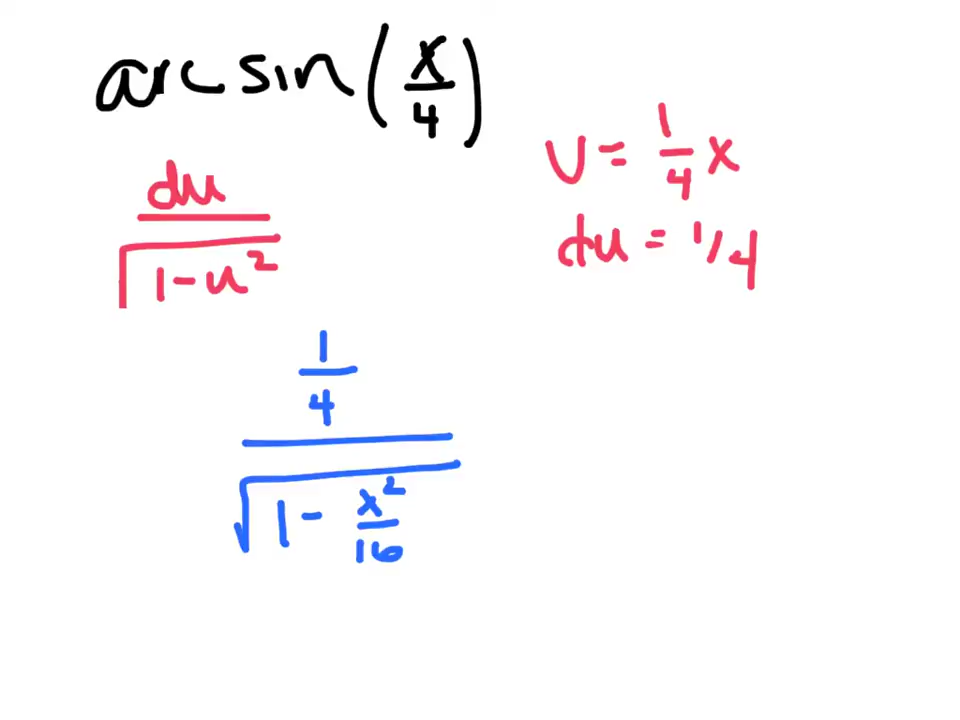 arcsin(x/4)
u = 1/4 x
du = 1/4
du/√(1-u²)
(1/4)/√(1 - x²/16)